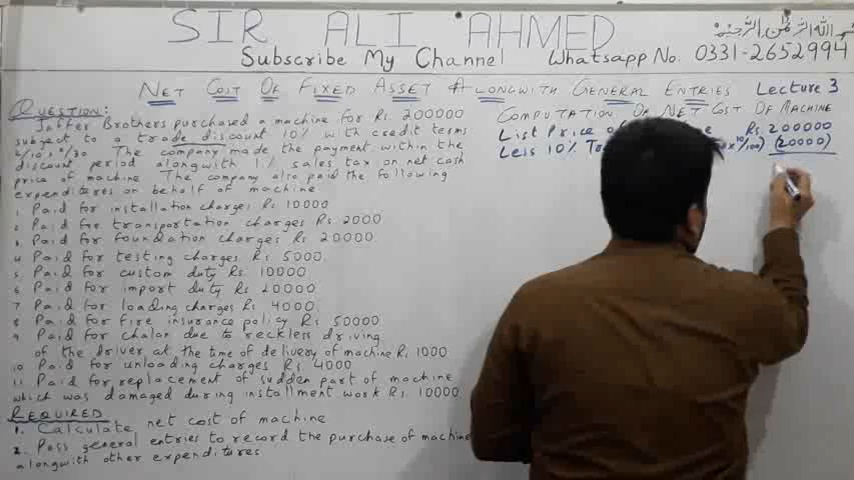 SIR ALI AHMED
Subscribe My Channel Whatsapp No. 0331-2652994
NET COST OF FIXED ASSET ALONGWITH GENERAL ENTRIES Lecture 3
QUESTION:
Jaffer Brothers purchased a machine for Rs. 200000
subject to a trade discount 10% with credit terms
2/10, n/30. The company made the payment within the
discount period alongwith 1% sales tax on net cash
price of machine. The company also paid the following
expenditures on behalf of machine
1. Paid for installation charges Rs 10000
2. Paid for transportation charges Rs. 2000
3. Paid for foundation charges Rs 20000.
4. Paid for testing charges Rs 5000
5. Paid for custom duty Rs. 10000
6 Paid for import duty Rs 20000
7 Paid for loading charges Rs 4000
8 Paid for fire insurance policy Rs 50000
9 Paid for chalan due to reckless driving
of the driver at the time of delivery of machine Rs 1000
10 Paid for unloading charges Rs 4000
11 Paid for replacement of sudden part of machine
which was damaged during installment work Rs. 10000
REQUIRED
1. Calculate net cost of machine
2. Pass general entries to record the purchase of machine
alongwith other expenditures
COMPUTATION OF NET COST OF MACHINE
List Price Rs 200000
Less 10% x 10/100) (20000)